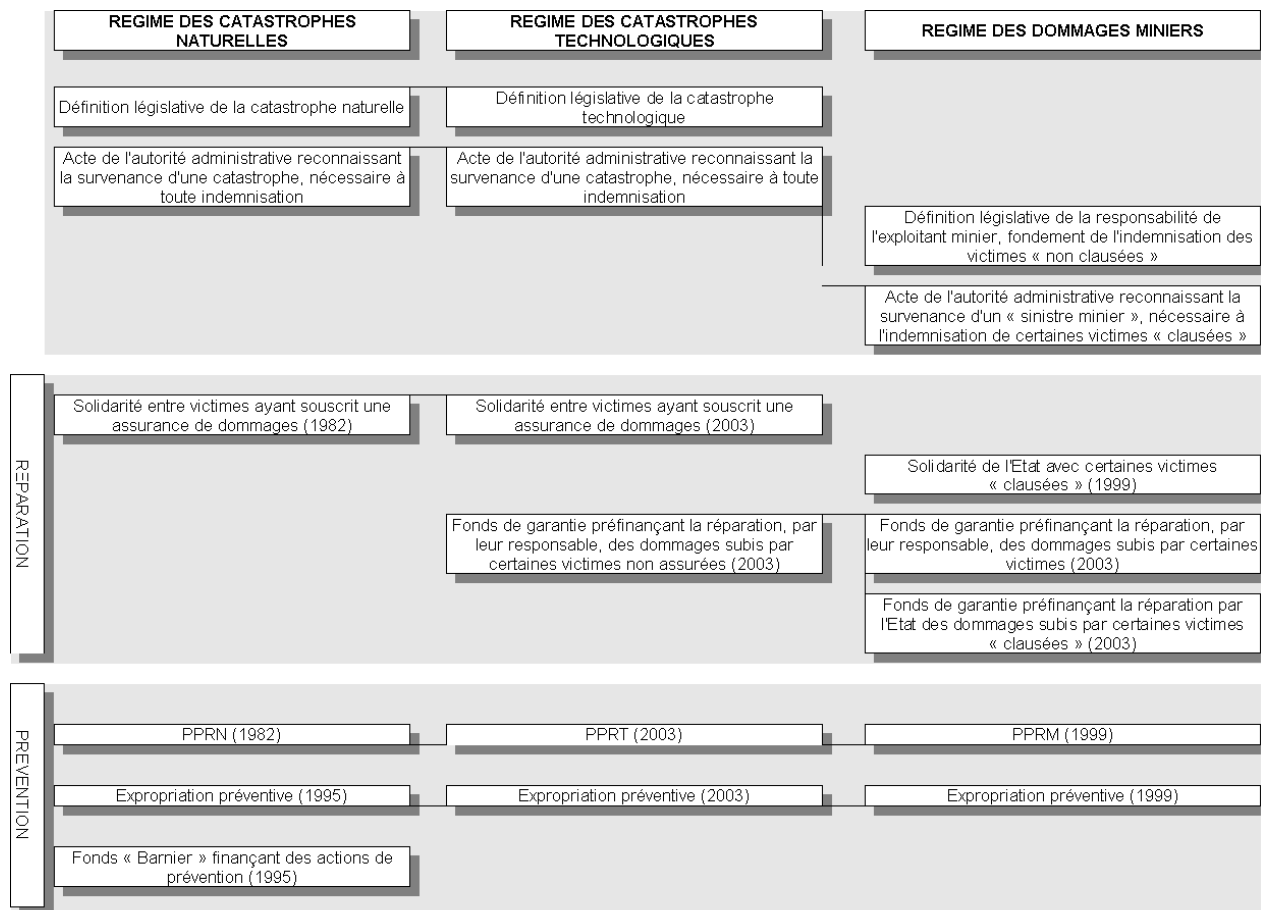 REGIME DES CATASTROPHES
NATURELLES
REGIME DES CATASTROPHES
TECHNOLOGIQUES
REGIME DES DOMMAGES MINIERS
Définition législative de la catastrophe naturelle
Définition législative de la catastrophe
technologique
Acte de l'autorité administrative reconnaissant
la survenance d'une catastrophe, nécessaire à
toute indemnisation
Acte de l'autorité administrative reconnaissant la
survenance d'une catastrophe, nécessaire à toute
indemnisation
Définition législative de la responsabilité de
l'exploitant minier, fondement de l'indemnisation des
victimes « non clausées »
Acte de l'autorité administrative reconnaissant la
survenance d'un « sinistre minier », nécessaire à
l'indemnisation de certaines victimes « clausées »
REPARATION
Solidarité entre victimes ayant souscrit une
assurance de dommages (1982)
Solidarité entre victimes ayant souscrit une
assurance de dommages (2003)
Solidarité de l'Etat avec certaines victimes
« clausées » (1999)
Fonds de garantie préfinançant la réparation, par
leur responsable, des dommages subis par
certaines victimes non assurées (2003)
Fonds de garantie préfinançant la réparation, par
leur responsable, des dommages subis par certaines
victimes (2003)
Fonds de garantie préfinançant la réparation par
l'Etat des dommages subis par certaines victimes
« clausées » (2003)
PREVENTION
PPRN (1982)
PPRT (2003)
PPRM (1999)
Expropriation préventive (1995)
Expropriation préventive (2003)
Expropriation préventive (1999)
Fonds « Barnier » finançant des actions de
prévention (1995)